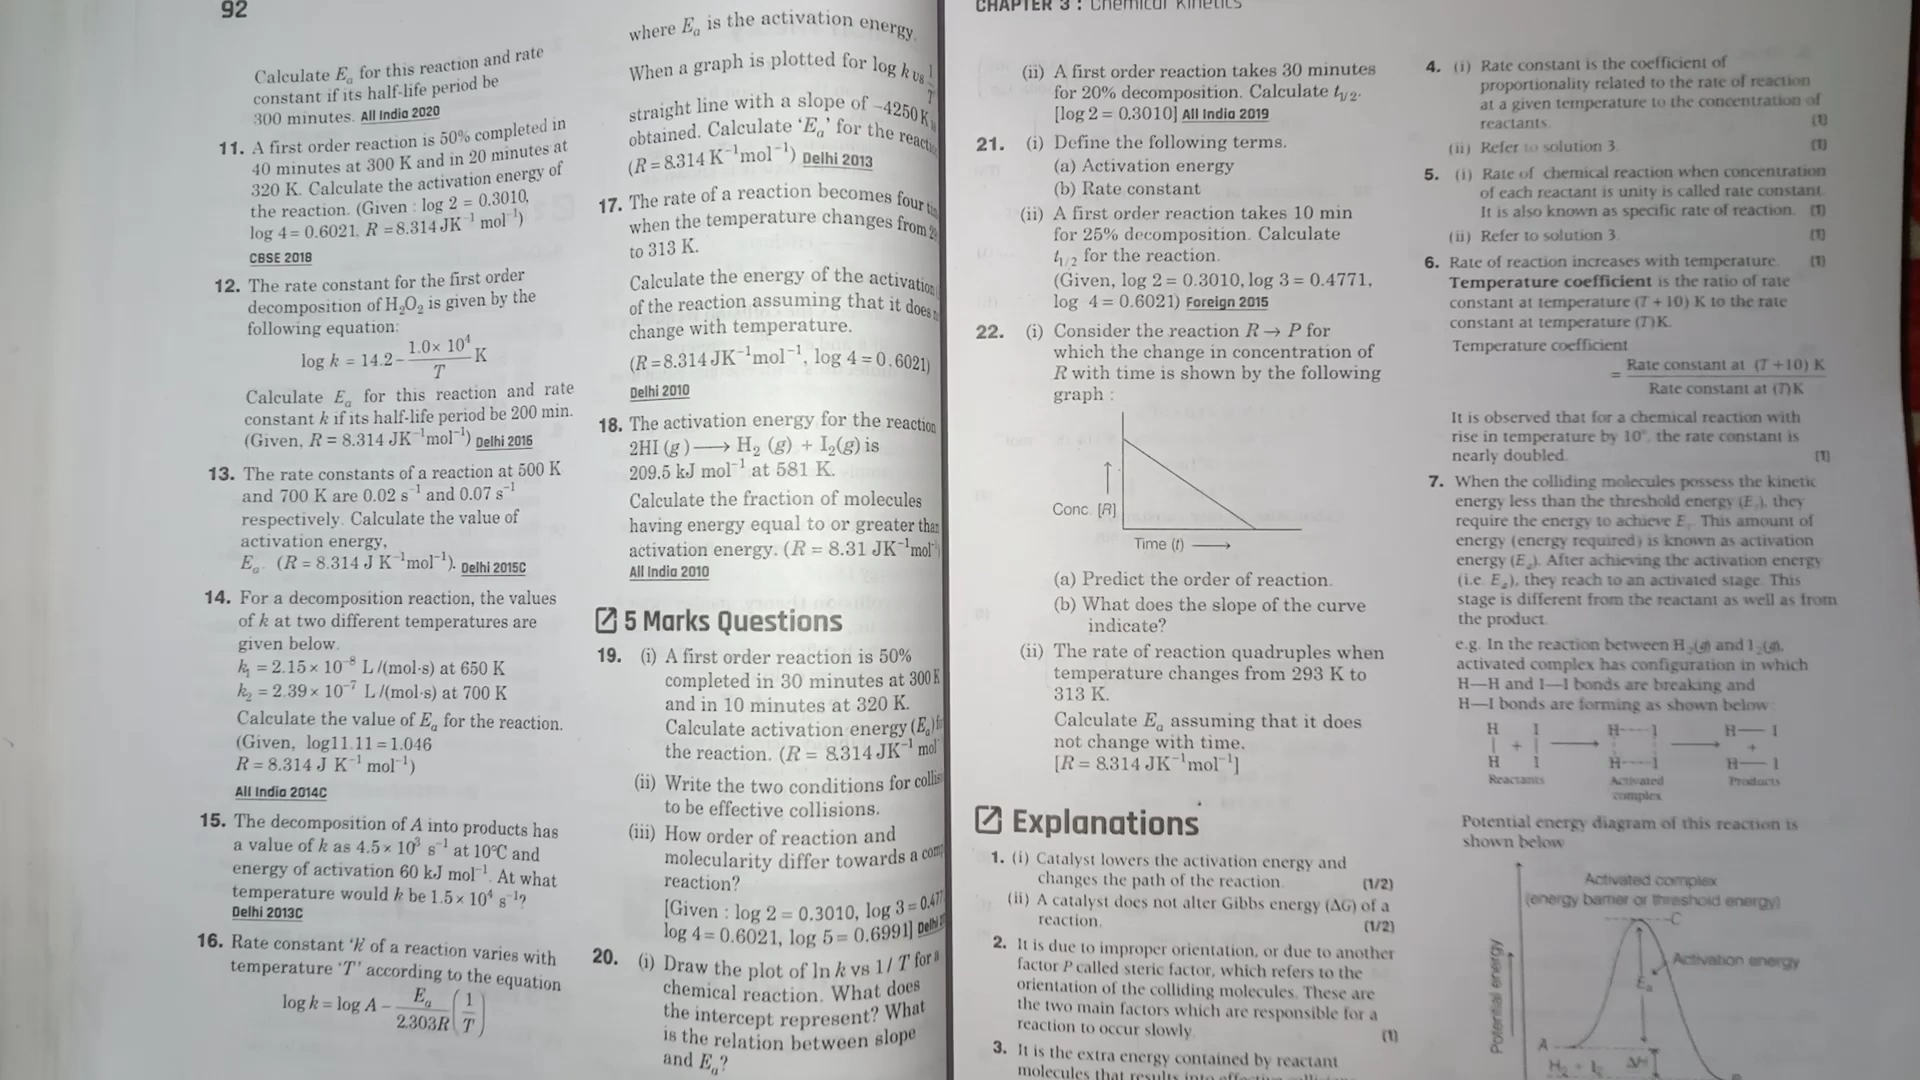 92
Calculate Eₐ for this reaction and rate
constant if its half-life period be
300 minutes. All India 2020
11. A first order reaction is 50% completed in
40 minutes at 300 K and in 20 minutes at
320 K. Calculate the activation energy of
the reaction. (Given : log 2 = 0.3010,
log 4 = 0.6021, R = 8.314 JK⁻¹ mol⁻¹)
CBSE 2018
12. The rate constant for the first order
decomposition of H₂O₂ is given by the
following equation:
log k = 14.2 − 1.0 × 10⁴/T K
Calculate Eₐ for this reaction and rate
constant k if its half-life period be 200 min.
(Given, R = 8.314 JK⁻¹mol⁻¹) Delhi 2016
13. The rate constants of a reaction at 500 K
and 700 K are 0.02 s⁻¹ and 0.07 s⁻¹
respectively. Calculate the value of
activation energy,
Eₐ. (R = 8.314 J K⁻¹mol⁻¹). Delhi 2015C
14. For a decomposition reaction, the values
of k at two different temperatures are
given below.
k₁ = 2.15 × 10⁻⁸ L/(mol·s) at 650 K
k₂ = 2.39 × 10⁻⁷ L/(mol·s) at 700 K
Calculate the value of Eₐ for the reaction.
(Given, log11.11 = 1.046
R = 8.314 J K⁻¹ mol⁻¹)
All India 2014C
15. The decomposition of A into products has
a value of k as 4.5 × 10³ s⁻¹ at 10°C and
energy of activation 60 kJ mol⁻¹. At what
temperature would k be 1.5 × 10⁴ s⁻¹?
Delhi 2013C
16. Rate constant 'k' of a reaction varies with
temperature 'T' according to the equation
log k = log A − Eₐ/2.303R (1/T)
where Eₐ is the activation energy.
When a graph is plotted for log k vs 1/T
straight line with a slope of −4250 K
obtained. Calculate 'Eₐ' for the
(R = 8.314 K⁻¹mol⁻¹) Delhi 2013
17. The rate of a reaction becomes four
when the temperature changes from
to 313 K.
Calculate the energy of the activation
of the reaction assuming that it does
change with temperature.
(R = 8.314 JK⁻¹mol⁻¹, log 4 = 0.6021)
Delhi 2010
18. The activation energy for the reaction
2HI (g) ⟶ H₂ (g) + I₂(g) is
209.5 kJ mol⁻¹ at 581 K.
Calculate the fraction of molecules
having energy equal to or greater than
activation energy. (R = 8.31 JK⁻¹mol⁻¹)
All India 2010
5 Marks Questions
19. (i) A first order reaction is 50%
completed in 30 minutes at 300 K
and in 10 minutes at 320 K.
Calculate activation energy (Eₐ)
the reaction. (R = 8.314 JK⁻¹ mol⁻¹
(ii) Write the two conditions for
to be effective collisions.
(iii) How order of reaction and
molecularity differ towards a
reaction?
[Given : log 2 = 0.3010, log 3 = 0.477
log 4 = 0.6021, log 5 = 0.6991] Delhi
20. (i) Draw the plot of ln k vs 1/T for a
chemical reaction. What does
the intercept represent? What
is the relation between slope
and Eₐ?
CHAPTER 3 : Chemical Kinetics
(ii) A first order reaction takes 30 minutes
for 20% decomposition. Calculate t₁/₂.
[log 2 = 0.3010] All India 2019
21. (i) Define the following terms.
(a) Activation energy
(b) Rate constant
(ii) A first order reaction takes 10 min
for 25% decomposition. Calculate
t₁/₂ for the reaction.
(Given, log 2 = 0.3010, log 3 = 0.4771,
log 4 = 0.6021) Foreign 2015
22. (i) Consider the reaction R → P for
which the change in concentration of
R with time is shown by the following
graph :
Conc. [R]
Time (t) ⟶
(a) Predict the order of reaction.
(b) What does the slope of the curve
indicate?
(ii) The rate of reaction quadruples when
temperature changes from 293 K to
313 K.
Calculate Eₐ assuming that it does
not change with time.
[R = 8.314 JK⁻¹mol⁻¹]
Explanations
1. (i) Catalyst lowers the activation energy and
changes the path of the reaction. (1/2)
(ii) A catalyst does not alter Gibbs energy (ΔG) of a
reaction. (1/2)
2. It is due to improper orientation, or due to another
factor P called steric factor, which refers to the
orientation of the colliding molecules. These are
the two main factors which are responsible for a
reaction to occur slowly. (1)
3. It is the extra energy contained by reactant
molecules that results into
4. (i) Rate constant is the coefficient of
proportionality related to the rate of reaction
at a given temperature to the concentration of
reactants. (1)
(ii) Refer to solution 3. (1)
5. (i) Rate of chemical reaction when concentration
of each reactant is unity is called rate constant.
It is also known as specific rate of reaction. (1)
(ii) Refer to solution 3. (1)
6. Rate of reaction increases with temperature. (1)
Temperature coefficient is the ratio of rate
constant at temperature (T + 10) K to the rate
constant at temperature (T)K.
Temperature coefficient
= Rate constant at (T +10) K / Rate constant at (T)K
It is observed that for a chemical reaction with
rise in temperature by 10°, the rate constant is
nearly doubled. (1)
7. When the colliding molecules possess the kinetic
energy less than the threshold energy (E), they
require the energy to achieve E. This amount of
energy (energy required) is known as activation
energy (Eₐ). After achieving the activation energy
(i.e. Eₐ), they reach to an activated stage. This
stage is different from the reactant as well as from
the product.
e.g. In the reaction between H₂(g) and I₂(g),
activated complex has configuration in which
H—H and I—I bonds are breaking and
H—I bonds are forming as shown below
H I H----I H—I
+ ⟶ ⟶ +
H I H----I H—I
Reactants Activated Products
complex
Potential energy diagram of this reaction is
shown below
Activated complex
(energy barrier or threshold energy)
C
Activation energy
Eₐ
Potential energy
A
H₂ + I₂ ΔH